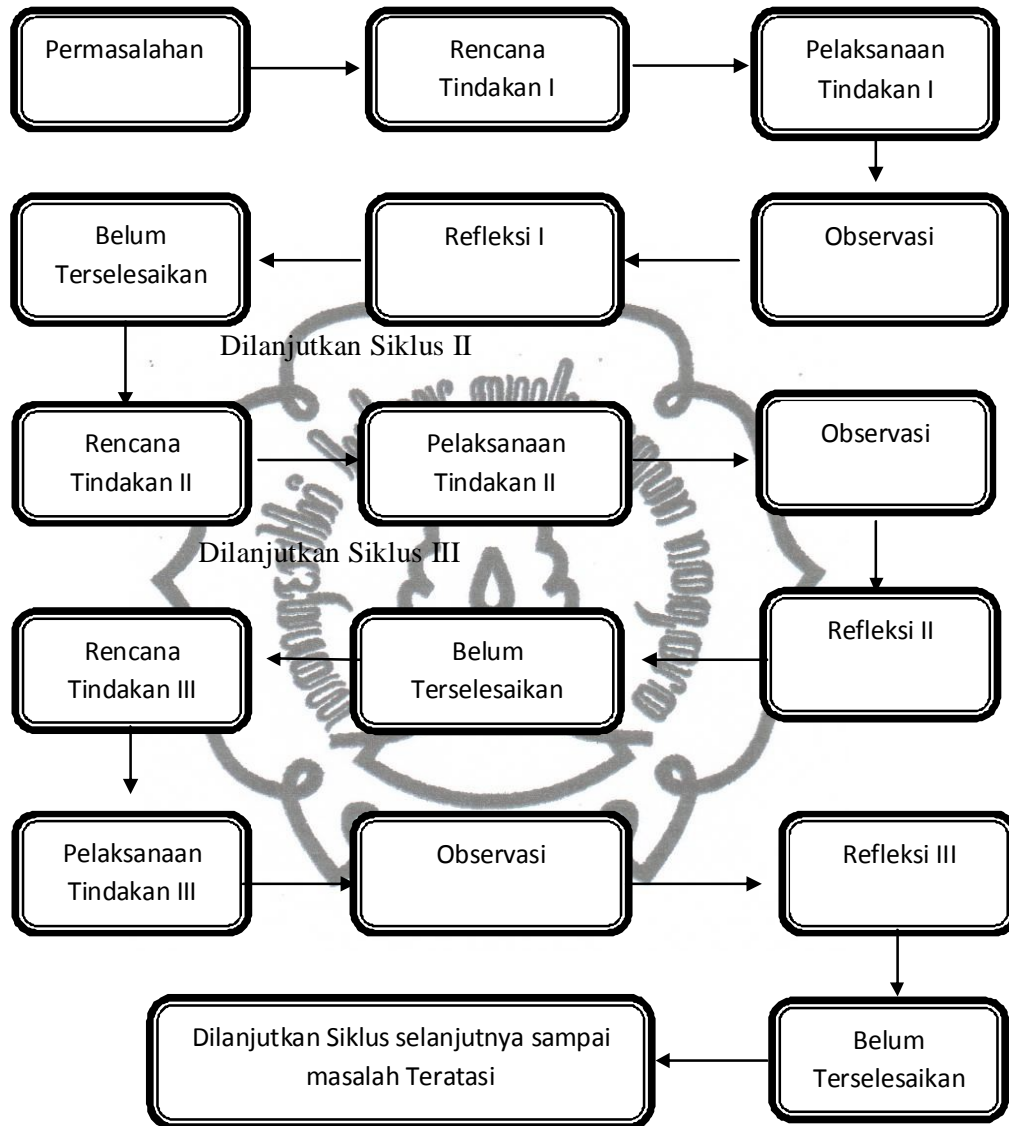 Permasalahan
Rencana
Tindakan I
Pelaksanaan
Tindakan I
Observasi
Refleksi I
Belum
Terselesaikan
Dilanjutkan Siklus II
Rencana
Tindakan II
Pelaksanaan
Tindakan II
Observasi
Refleksi II
Belum
Terselesaikan
Dilanjutkan Siklus III
Rencana
Tindakan III
Pelaksanaan
Tindakan III
Observasi
Refleksi III
Belum
Terselesaikan
Dilanjutkan Siklus selanjutnya sampai
masalah Teratasi